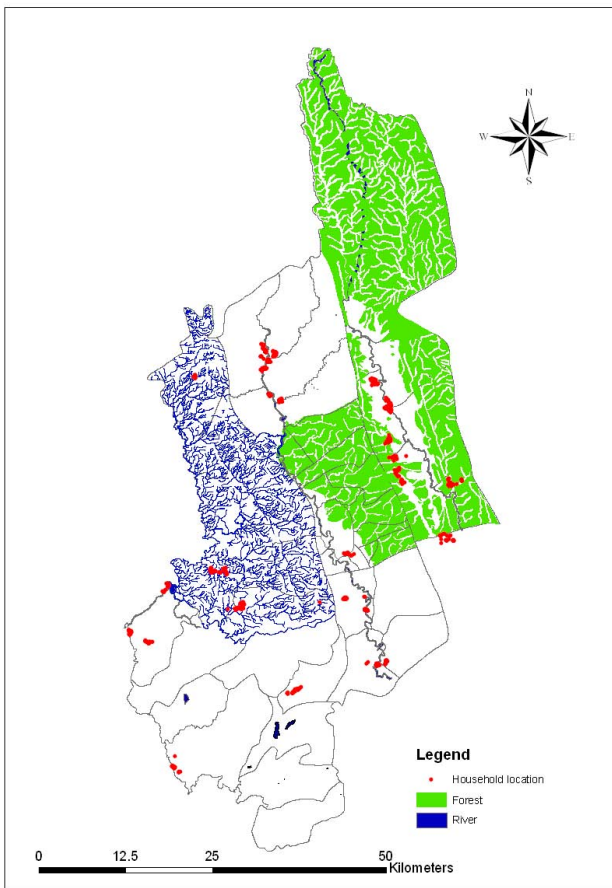 N
W E
S
Legend
Household location
Forest
River
0 12.5 25 50
Kilometers